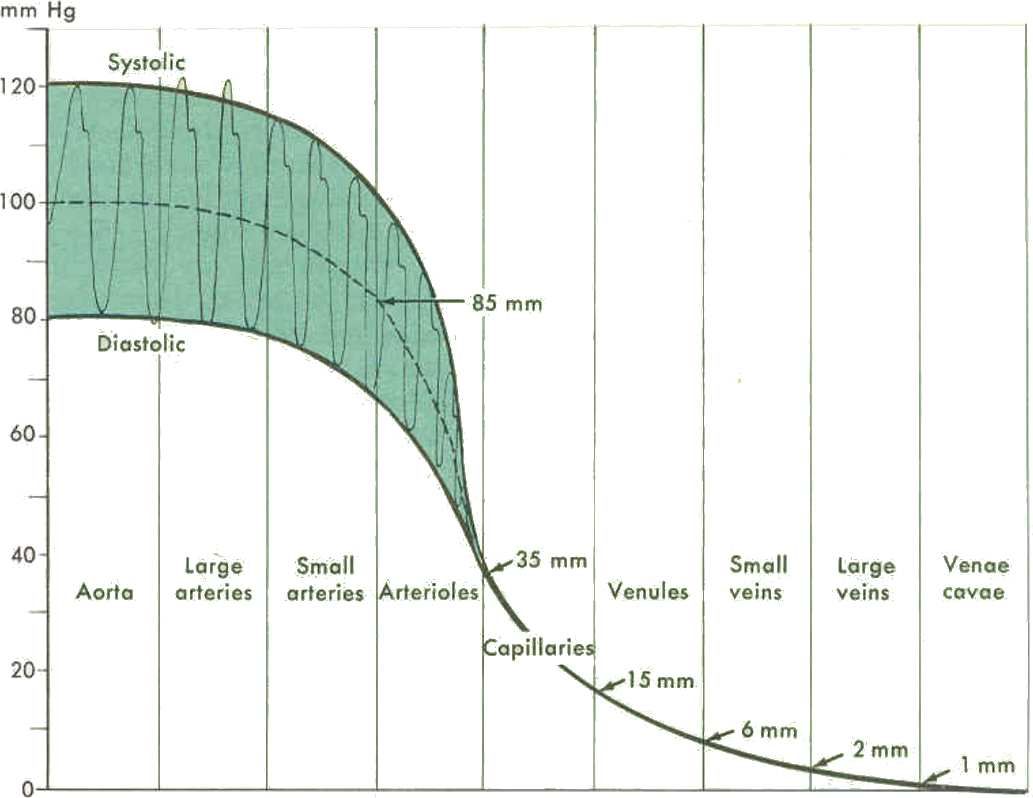 mm Hg
Systolic
120
100
85 mm
80
Diastolic
60
40
35 mm
Aorta
Large
arteries
Small
arteries
Arterioles
Venules
Small
veins
Large
veins
Venae
cavae
Capillaries
20
15 mm
6 mm
2 mm
1 mm
0